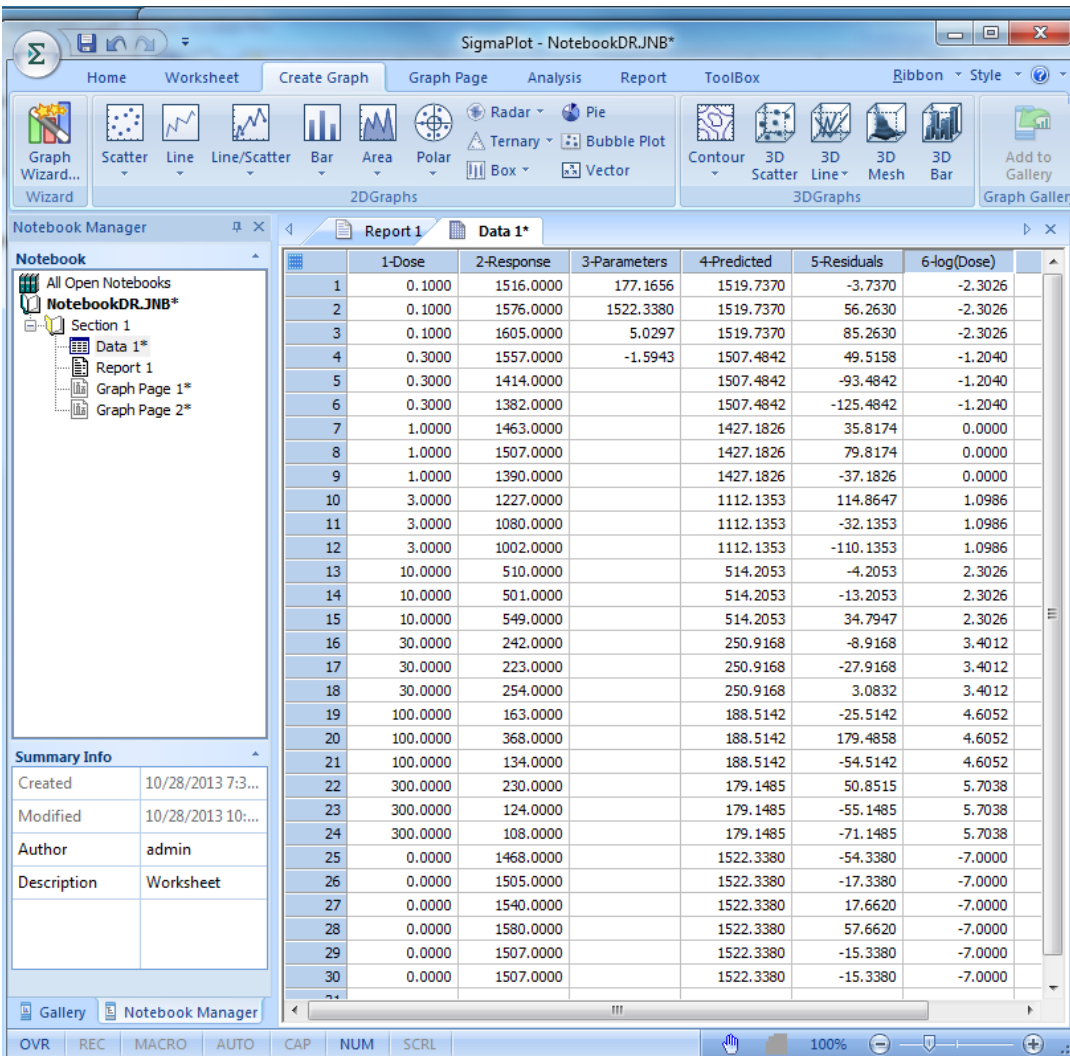 SigmaPlot - NotebookDR.JNB*
Home Worksheet Create Graph Graph Page Analysis Report ToolBox Ribbon Style
Graph Wizard... Scatter Line Line/Scatter Bar Area Polar Radar Pie
Ternary Bubble Plot
Box Vector
Contour 3D Scatter 3D Line 3D Mesh 3D Bar Add to Gallery
Wizard 2DGraphs 3DGraphs Graph Galler
Notebook Manager
Notebook
All Open Notebooks
NotebookDR.JNB*
Section 1
Data 1*
Report 1
Graph Page 1*
Graph Page 2*
Summary Info
Created 10/28/2013 7:3...
Modified 10/28/2013 10:...
Author admin
Description Worksheet
Gallery Notebook Manager
Report 1 Data 1*
1-Dose 2-Response 3-Parameters 4-Predicted 5-Residuals 6-log(Dose)
1 0.1000 1516.0000 177.1656 1519.7370 -3.7370 -2.3026
2 0.1000 1576.0000 1522.3380 1519.7370 56.2630 -2.3026
3 0.1000 1605.0000 5.0297 1519.7370 85.2630 -2.3026
4 0.3000 1557.0000 -1.5943 1507.4842 49.5158 -1.2040
5 0.3000 1414.0000 1507.4842 -93.4842 -1.2040
6 0.3000 1382.0000 1507.4842 -125.4842 -1.2040
7 1.0000 1463.0000 1427.1826 35.8174 0.0000
8 1.0000 1507.0000 1427.1826 79.8174 0.0000
9 1.0000 1390.0000 1427.1826 -37.1826 0.0000
10 3.0000 1227.0000 1112.1353 114.8647 1.0986
11 3.0000 1080.0000 1112.1353 -32.1353 1.0986
12 3.0000 1002.0000 1112.1353 -110.1353 1.0986
13 10.0000 510.0000 514.2053 -4.2053 2.3026
14 10.0000 501.0000 514.2053 -13.2053 2.3026
15 10.0000 549.0000 514.2053 34.7947 2.3026
16 30.0000 242.0000 250.9168 -8.9168 3.4012
17 30.0000 223.0000 250.9168 -27.9168 3.4012
18 30.0000 254.0000 250.9168 3.0832 3.4012
19 100.0000 163.0000 188.5142 -25.5142 4.6052
20 100.0000 368.0000 188.5142 179.4858 4.6052
21 100.0000 134.0000 188.5142 -54.5142 4.6052
22 300.0000 230.0000 179.1485 50.8515 5.7038
23 300.0000 124.0000 179.1485 -55.1485 5.7038
24 300.0000 108.0000 179.1485 -71.1485 5.7038
25 0.0000 1468.0000 1522.3380 -54.3380 -7.0000
26 0.0000 1505.0000 1522.3380 -17.3380 -7.0000
27 0.0000 1540.0000 1522.3380 17.6620 -7.0000
28 0.0000 1580.0000 1522.3380 57.6620 -7.0000
29 0.0000 1507.0000 1522.3380 -15.3380 -7.0000
30 0.0000 1507.0000 1522.3380 -15.3380 -7.0000
OVR REC MACRO AUTO CAP NUM SCRL 100%